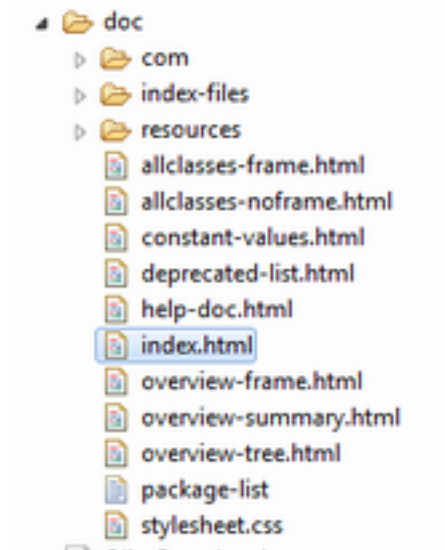 doc
com
index-files
resources
allclasses-frame.html
allclasses-noframe.html
constant-values.html
deprecated-list.html
help-doc.html
index.html
overview-frame.html
overview-summary.html
overview-tree.html
package-list
stylesheet.css